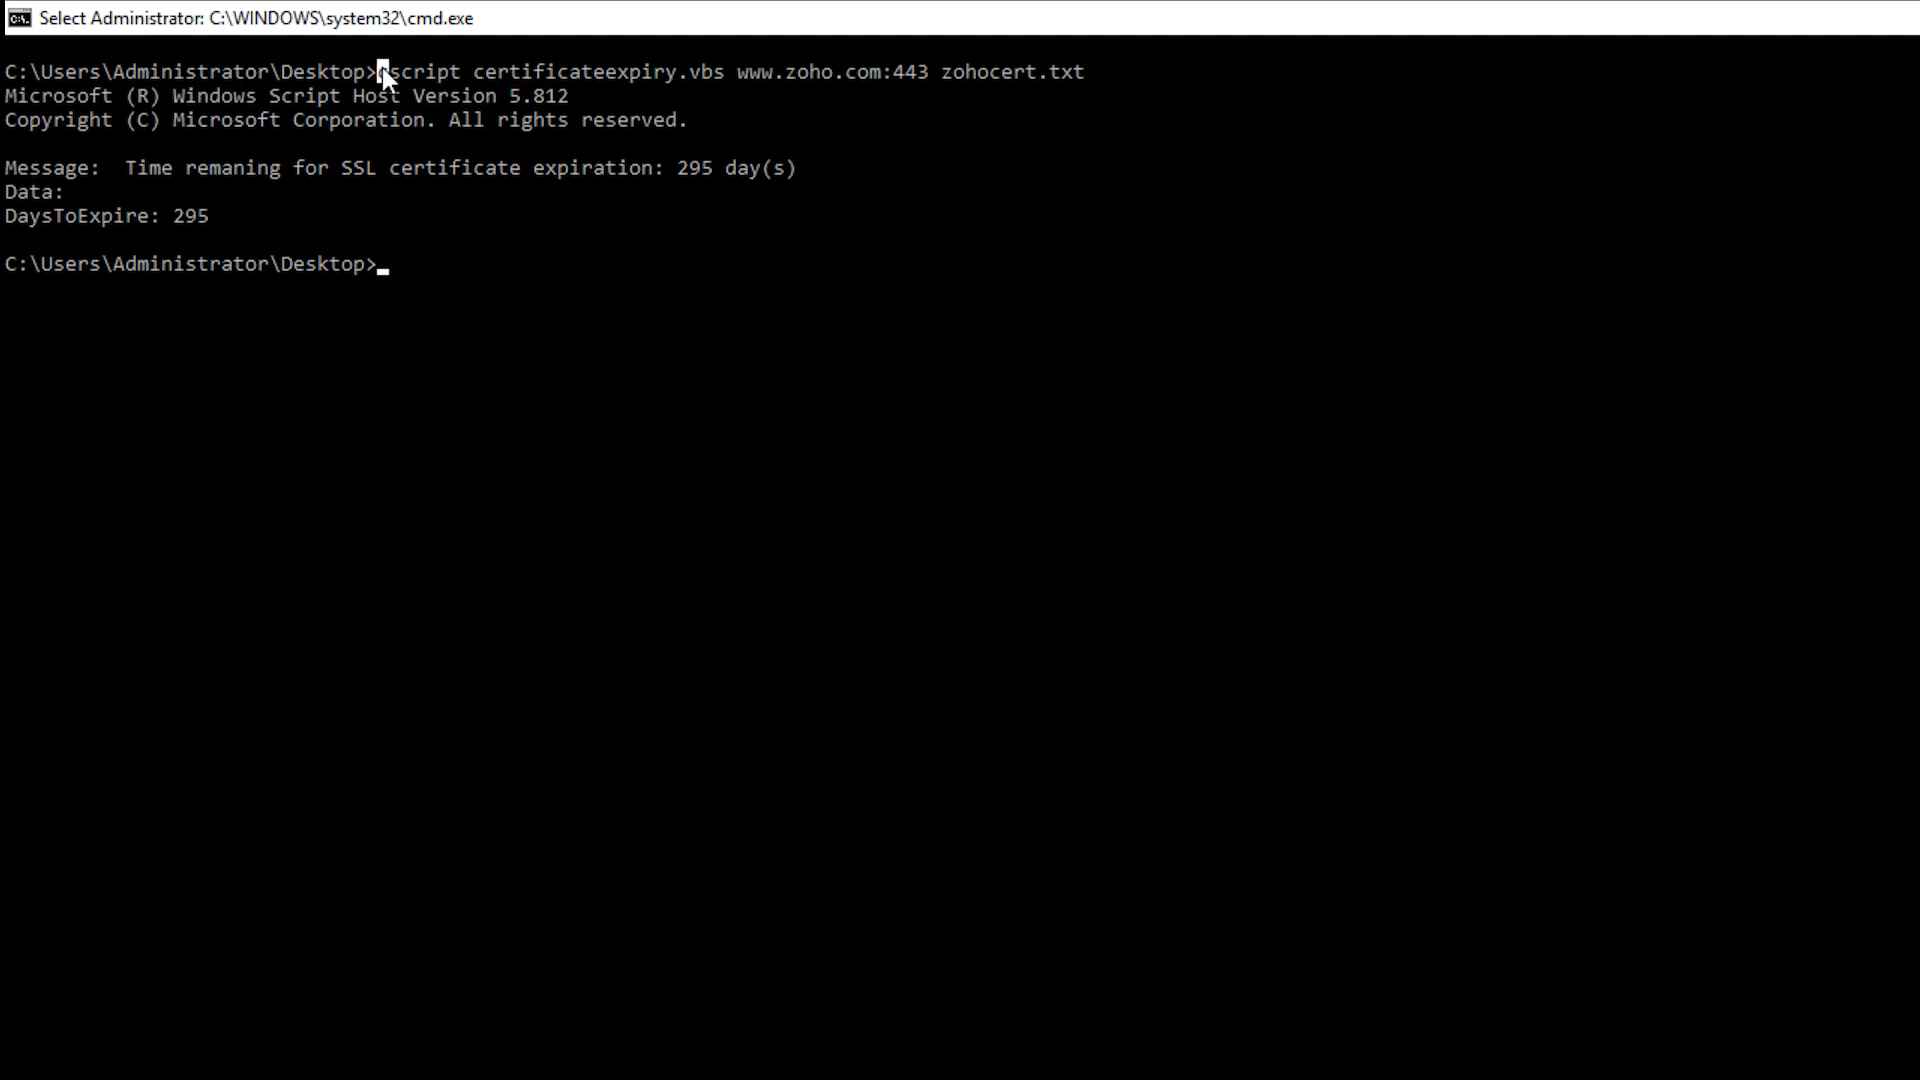 Select Administrator: C:\WINDOWS\system32\cmd.exe
C:\Users\Administrator\Desktop>cscript certificateexpiry.vbs www.zoho.com:443 zohocert.txt
Microsoft (R) Windows Script Host Version 5.812
Copyright (C) Microsoft Corporation. All rights reserved.
Message:  Time remaning for SSL certificate expiration: 295 day(s)
Data:
DaysToExpire: 295
C:\Users\Administrator\Desktop>